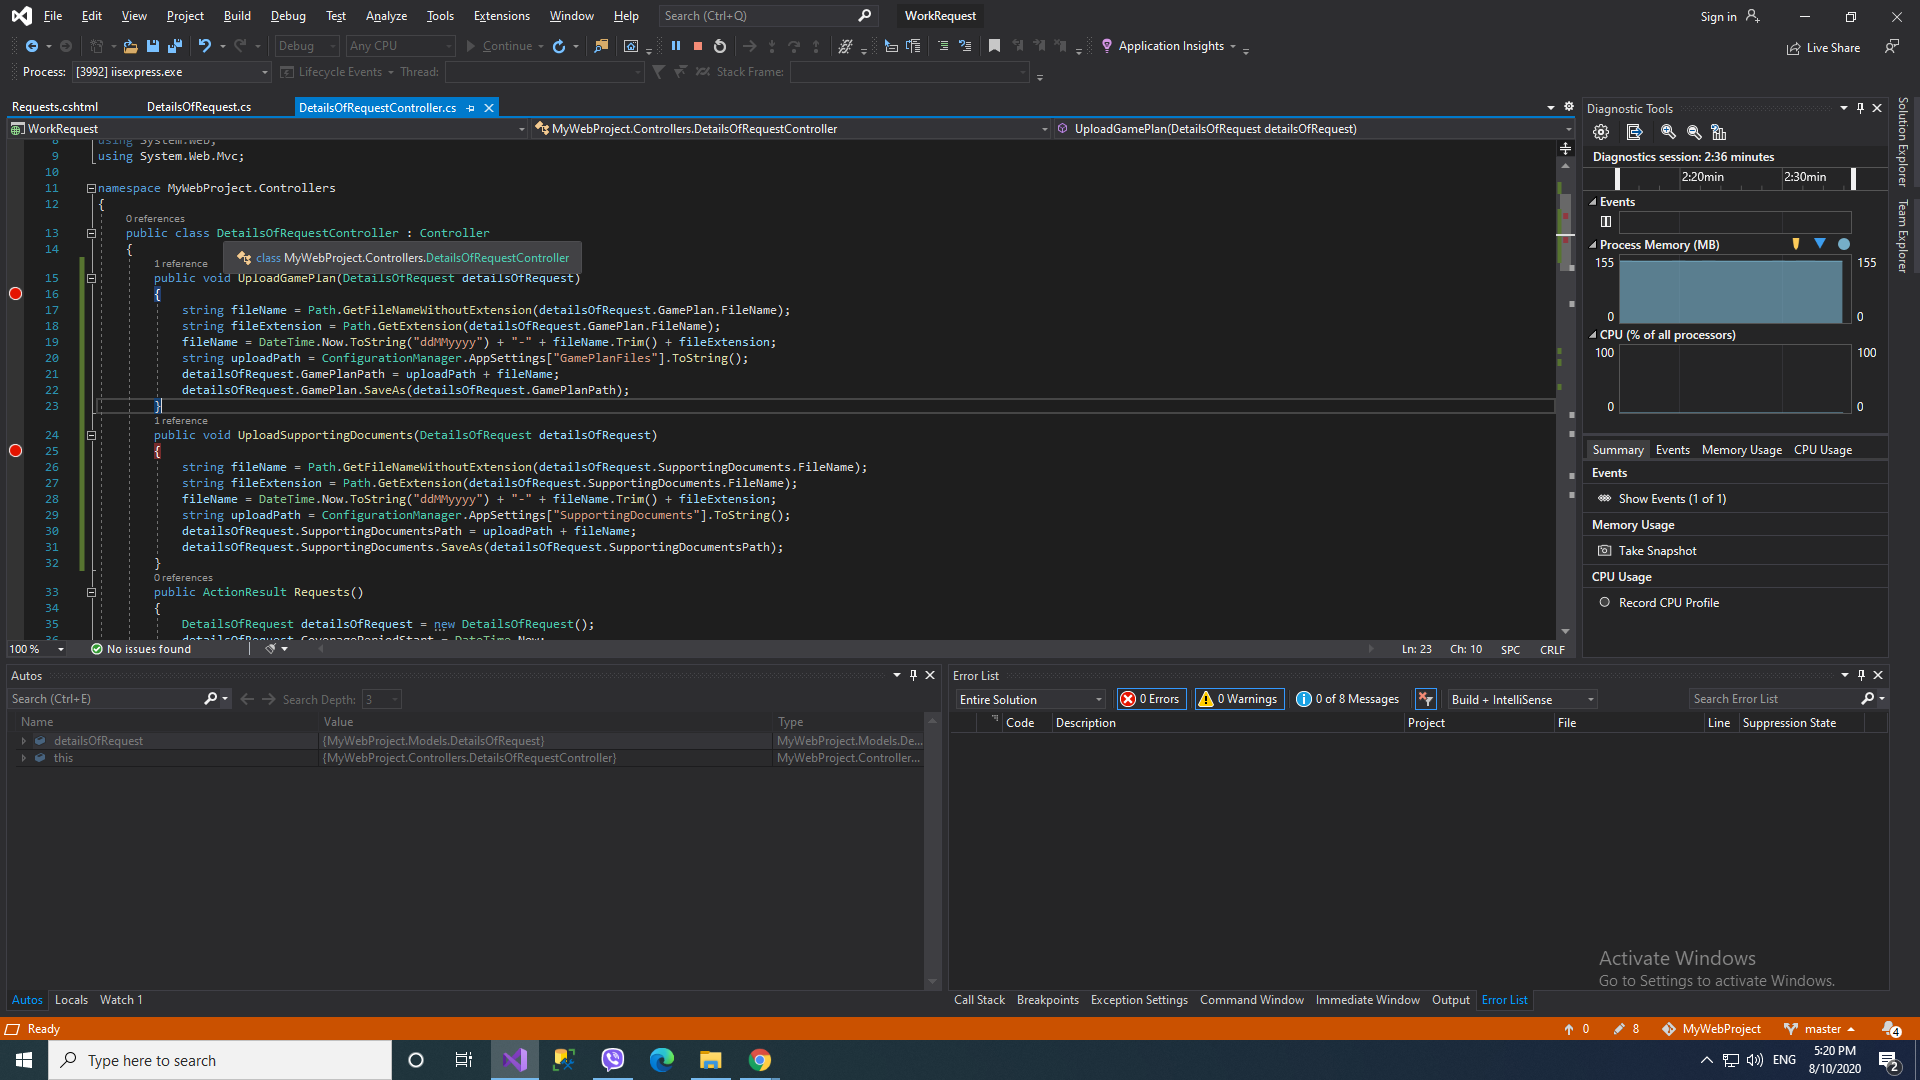 File Edit View Project Build Debug Test Analyze Tools Extensions Window Help Search (Ctrl+Q) WorkRequest Sign in
Debug Any CPU Continue Application Insights Live Share
Process: [3992] iisexpress.exe Lifecycle Events Thread: Stack Frame:
Requests.cshtml DetailsOfRequest.cs DetailsOfRequestController.cs
WorkRequest MyWebProject.Controllers.DetailsOfRequestController UploadGamePlan(DetailsOfRequest detailsOfRequest)
8 using System.Web;
9 using System.Web.Mvc;
10
11 namespace MyWebProject.Controllers
12 {
0 references
13 public class DetailsOfRequestController : Controller
14 {
class MyWebProject.Controllers.DetailsOfRequestController
1 reference
15 public void UploadGamePlan(DetailsOfRequest detailsOfRequest)
16 {
17 string fileName = Path.GetFileNameWithoutExtension(detailsOfRequest.GamePlan.FileName);
18 string fileExtension = Path.GetExtension(detailsOfRequest.GamePlan.FileName);
19 fileName = DateTime.Now.ToString("ddMMyyyy") + "-" + fileName.Trim() + fileExtension;
20 string uploadPath = ConfigurationManager.AppSettings["GamePlanFiles"].ToString();
21 detailsOfRequest.GamePlanPath = uploadPath + fileName;
22 detailsOfRequest.GamePlan.SaveAs(detailsOfRequest.GamePlanPath);
23 }
1 reference
24 public void UploadSupportingDocuments(DetailsOfRequest detailsOfRequest)
25 {
26 string fileName = Path.GetFileNameWithoutExtension(detailsOfRequest.SupportingDocuments.FileName);
27 string fileExtension = Path.GetExtension(detailsOfRequest.SupportingDocuments.FileName);
28 fileName = DateTime.Now.ToString("ddMMyyyy") + "-" + fileName.Trim() + fileExtension;
29 string uploadPath = ConfigurationManager.AppSettings["SupportingDocuments"].ToString();
30 detailsOfRequest.SupportingDocumentsPath = uploadPath + fileName;
31 detailsOfRequest.SupportingDocuments.SaveAs(detailsOfRequest.SupportingDocumentsPath);
32 }
0 references
33 public ActionResult Requests()
34 {
35 DetailsOfRequest detailsOfRequest = new DetailsOfRequest();
36 detailsOfRequest.CoveragePeriodStart = DateTime.Now;
100 % No issues found Ln: 23 Ch: 10 SPC CRLF
Diagnostic Tools
Diagnostics session: 2:36 minutes
2:20min 2:30min
Events
Process Memory (MB)
155 155
0 0
CPU (% of all processors)
100 100
0 0
Summary Events Memory Usage CPU Usage
Events
Show Events (1 of 1)
Memory Usage
Take Snapshot
CPU Usage
Record CPU Profile
Solution Explorer
Team Explorer
Autos
Search (Ctrl+E) Search Depth: 3
Name Value Type
detailsOfRequest {MyWebProject.Models.DetailsOfRequest} MyWebProject.Models.De...
this {MyWebProject.Controllers.DetailsOfRequestController} MyWebProject.Controller...
Autos Locals Watch 1
Error List
Entire Solution 0 Errors 0 Warnings 0 of 8 Messages Build + IntelliSense Search Error List
Code Description Project File Line Suppression State
Activate Windows
Go to Settings to activate Windows.
Call Stack Breakpoints Exception Settings Command Window Immediate Window Output Error List
Ready 0 8 MyWebProject master 4
Type here to search ENG 5:20 PM
8/10/2020 2